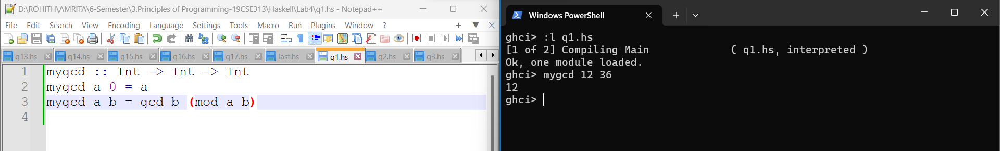 D:\ROHITH\AMRITA\6-Semester\3.Principles of Programming-19CSE313\Haskell\Lab4\q1.hs - Notepad++
File Edit Search View Encoding Language Settings Tools Macro Run Plugins Window ? + ▼ X
q13.hs q14.hs q15.hs q16.hs q17.hs last.hs q1.hs q2.hs q3.hs
1 mygcd :: Int -> Int -> Int
2 mygcd a 0 = a
3 mygcd a b = gcd b (mod a b)
4
Windows PowerShell
ghci> :l q1.hs
[1 of 2] Compiling Main ( q1.hs, interpreted )
Ok, one module loaded.
ghci> mygcd 12 36
12
ghci>